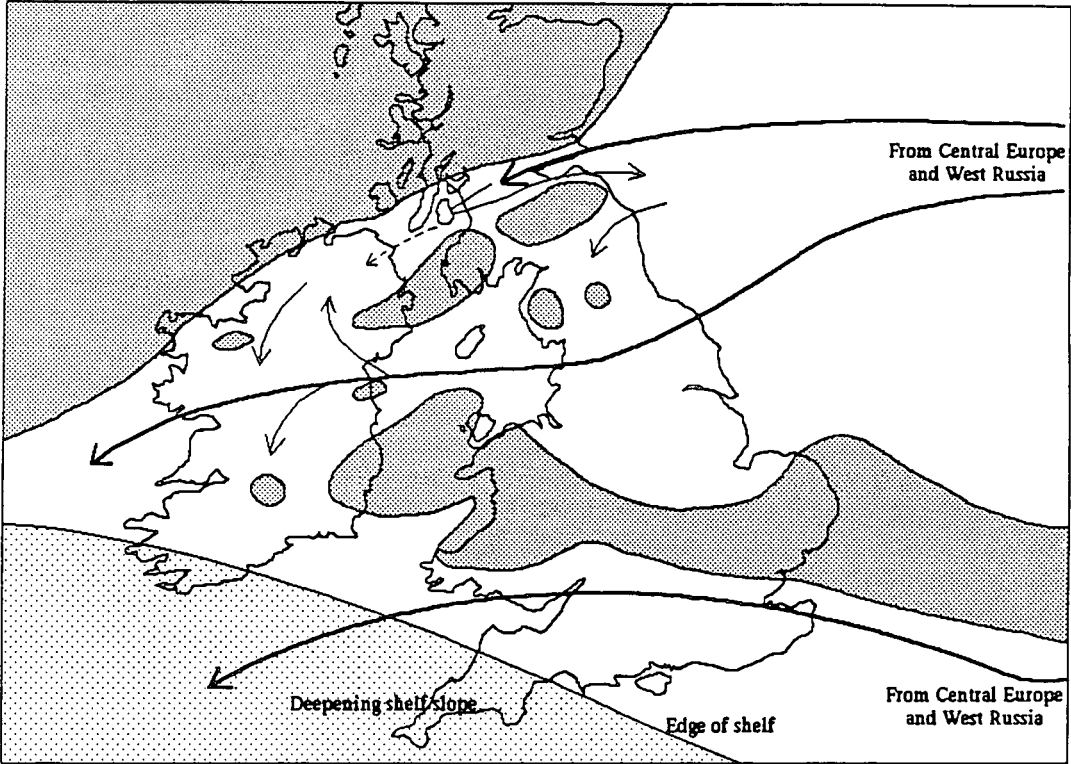 From Central Europe
and West Russia
Deepening shelf slope
Edge of shelf
From Central Europe
and West Russia